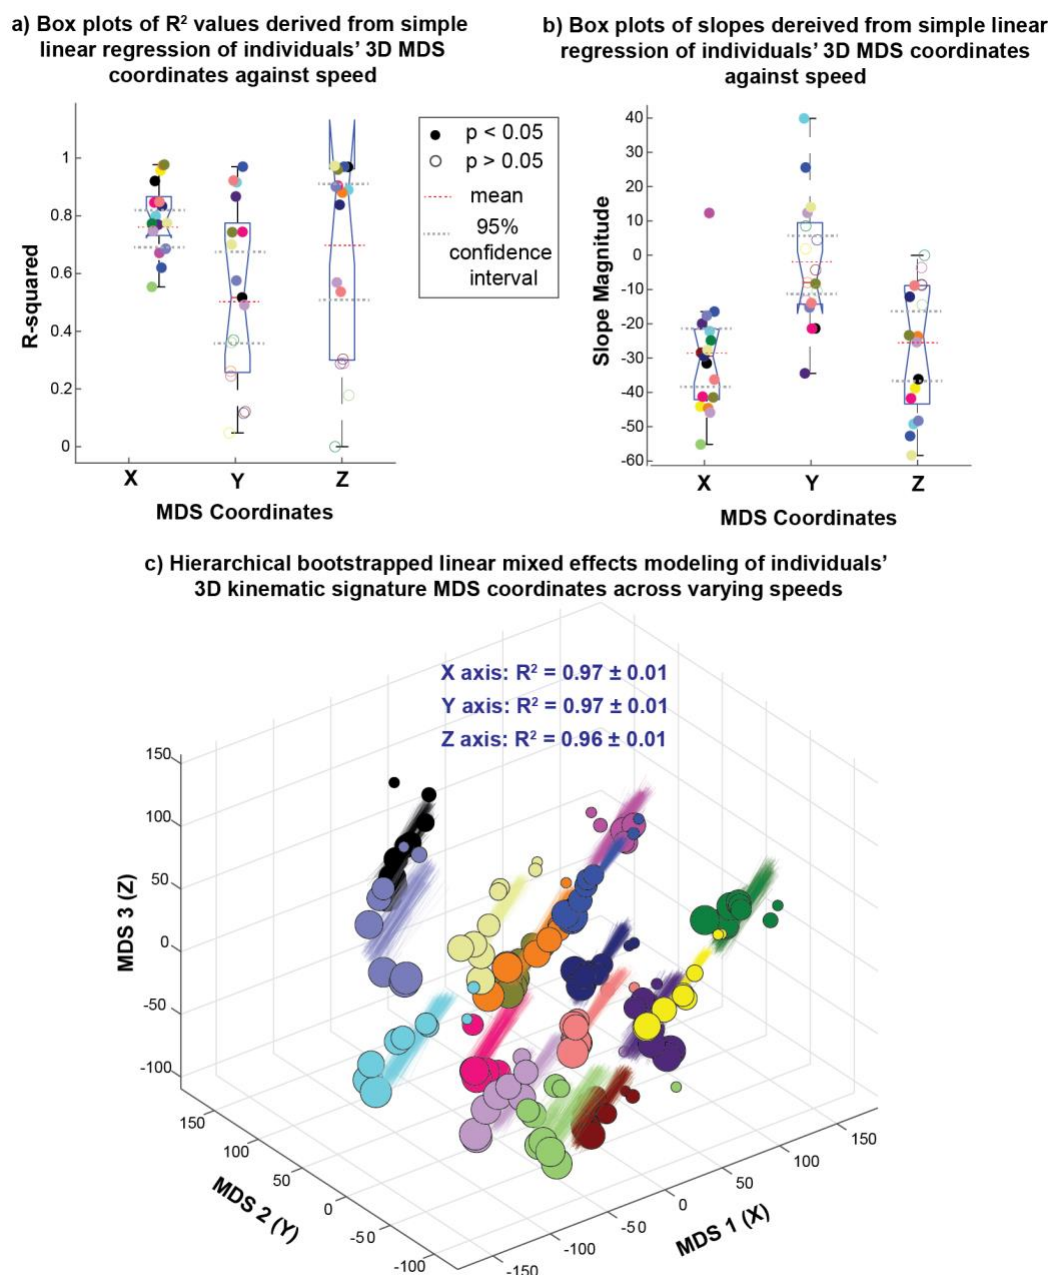 a) Box plots of R² values derived from simple
linear regression of individuals' 3D MDS
coordinates against speed
b) Box plots of slopes dereived from simple linear
regression of individuals' 3D MDS coordinates
against speed
R-squared
1
0.8
0.6
0.4
0.2
0
X
Y
Z
MDS Coordinates
p < 0.05
p > 0.05
mean
95%
confidence
interval
Slope Magnitude
40
30
20
10
0
-10
-20
-30
-40
-50
-60
X
Y
Z
MDS Coordinates
c) Hierarchical bootstrapped linear mixed effects modeling of individuals'
3D kinematic signature MDS coordinates across varying speeds
X axis: R² = 0.97 ± 0.01
Y axis: R² = 0.97 ± 0.01
Z axis: R² = 0.96 ± 0.01
MDS 3 (Z)
150
100
50
0
-50
-100
MDS 2 (Y)
150
100
50
0
-50
-100
MDS 1 (X)
-150
-100
-50
0
50
100
150